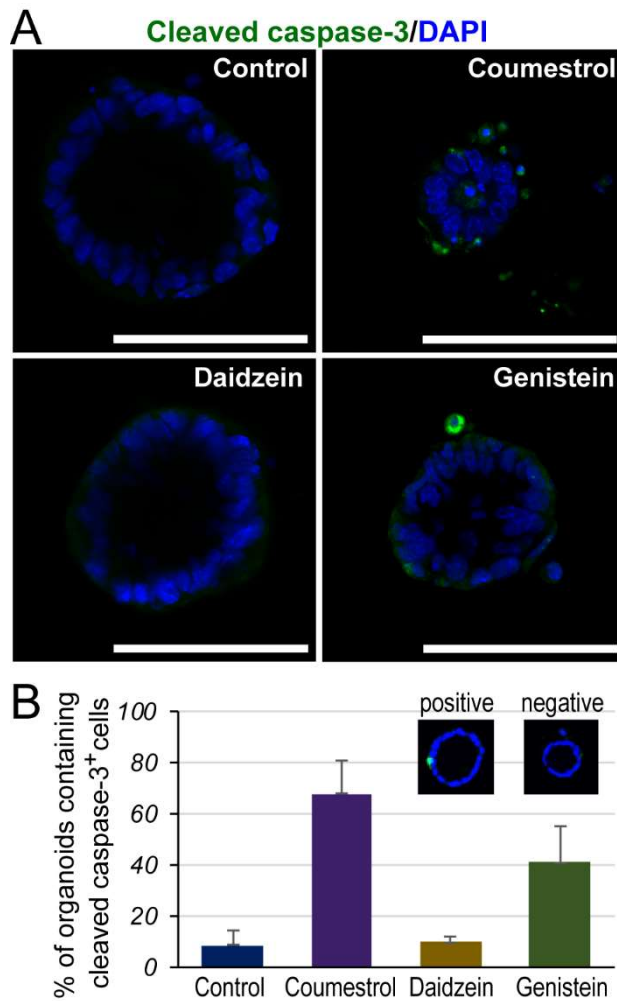 A
Cleaved caspase-3/DAPI
Control
Coumestrol
Daidzein
Genistein
B
% of organoids containing
cleaved caspase-3⁺ cells
100
80
60
40
20
0
positive
negative
Control
Coumestrol
Daidzein
Genistein